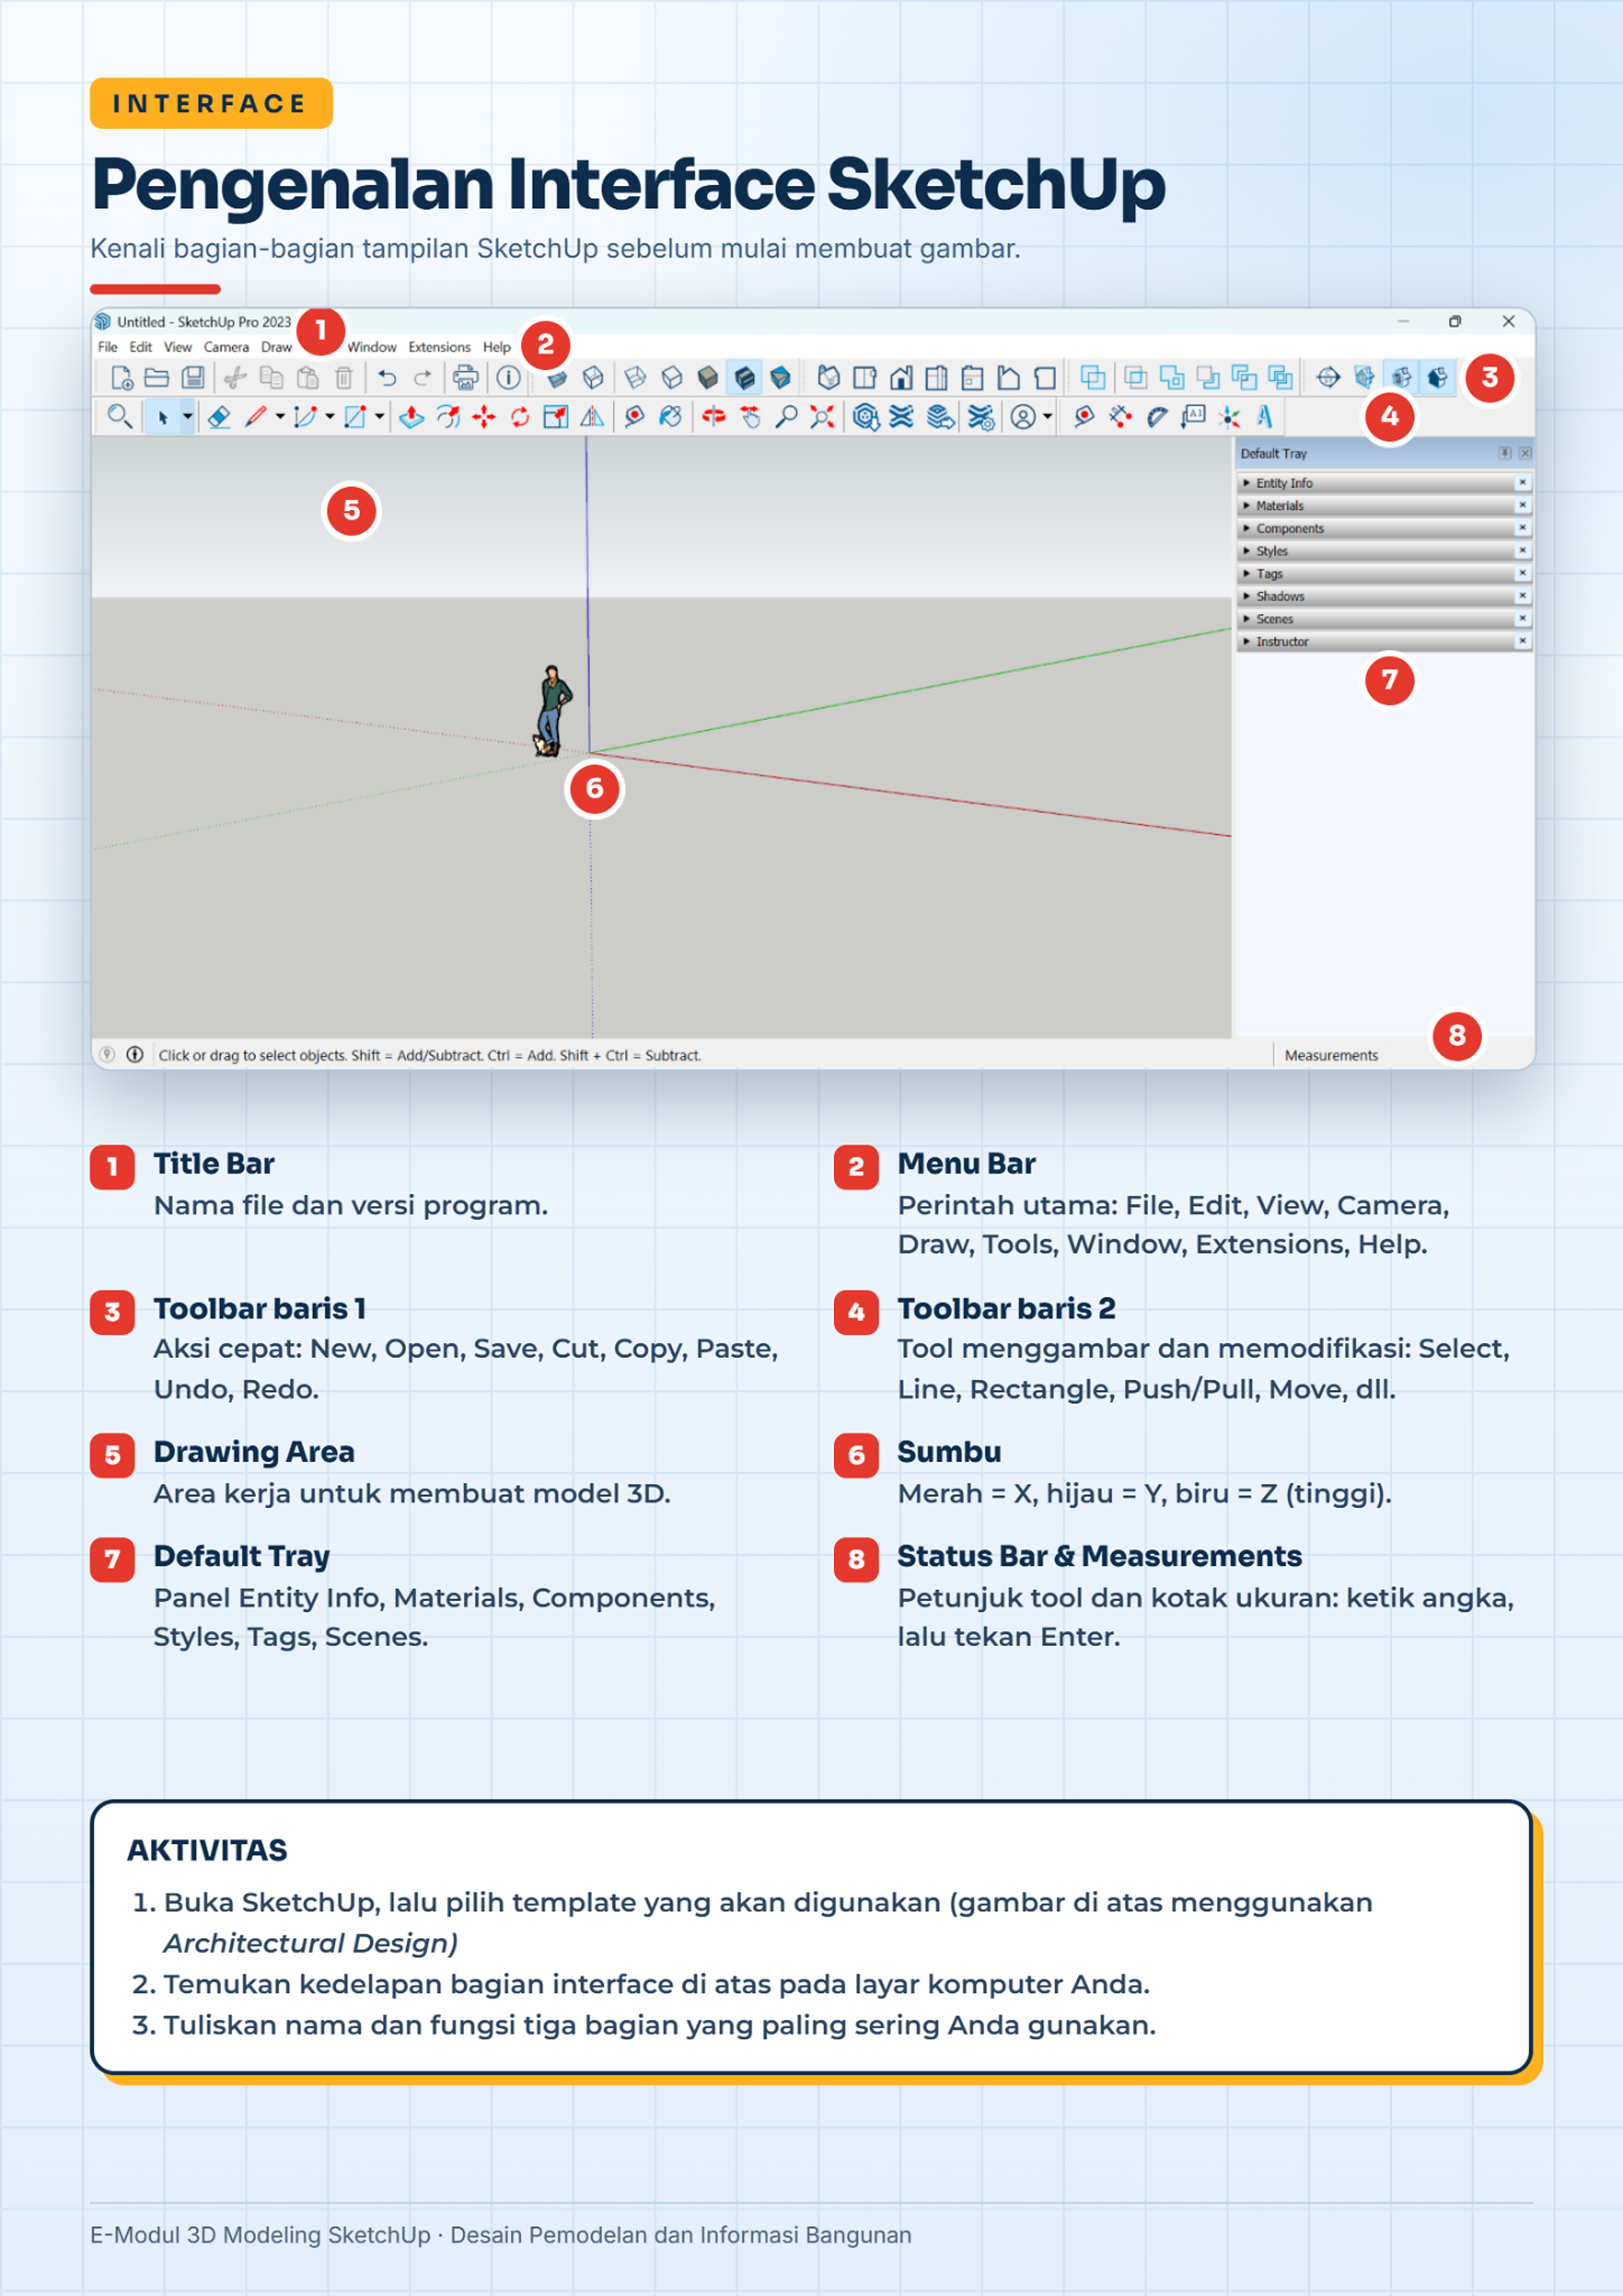 INTERFACE
Pengenalan Interface SketchUp
Kenali bagian-bagian tampilan SketchUp sebelum mulai membuat gambar.
Untitled - SketchUp Pro 2023
1
File Edit View Camera Draw Window Extensions Help
2
3
A1
4
5
Default Tray
Entity Info
Materials
Components
Styles
Tags
Shadows
Scenes
Instructor
7
6
8
Click or drag to select objects. Shift = Add/Subtract. Ctrl = Add. Shift + Ctrl = Subtract.
Measurements
1 Title Bar
Nama file dan versi program.
2 Menu Bar
Perintah utama: File, Edit, View, Camera,
Draw, Tools, Window, Extensions, Help.
3 Toolbar baris 1
Aksi cepat: New, Open, Save, Cut, Copy, Paste,
Undo, Redo.
4 Toolbar baris 2
Tool menggambar dan memodifikasi: Select,
Line, Rectangle, Push/Pull, Move, dll.
5 Drawing Area
Area kerja untuk membuat model 3D.
6 Sumbu
Merah = X, hijau = Y, biru = Z (tinggi).
7 Default Tray
Panel Entity Info, Materials, Components,
Styles, Tags, Scenes.
8 Status Bar & Measurements
Petunjuk tool dan kotak ukuran: ketik angka,
lalu tekan Enter.
AKTIVITAS
1. Buka SketchUp, lalu pilih template yang akan digunakan (gambar di atas menggunakan
Architectural Design)
2. Temukan kedelapan bagian interface di atas pada layar komputer Anda.
3. Tuliskan nama dan fungsi tiga bagian yang paling sering Anda gunakan.
E-Modul 3D Modeling SketchUp · Desain Pemodelan dan Informasi Bangunan